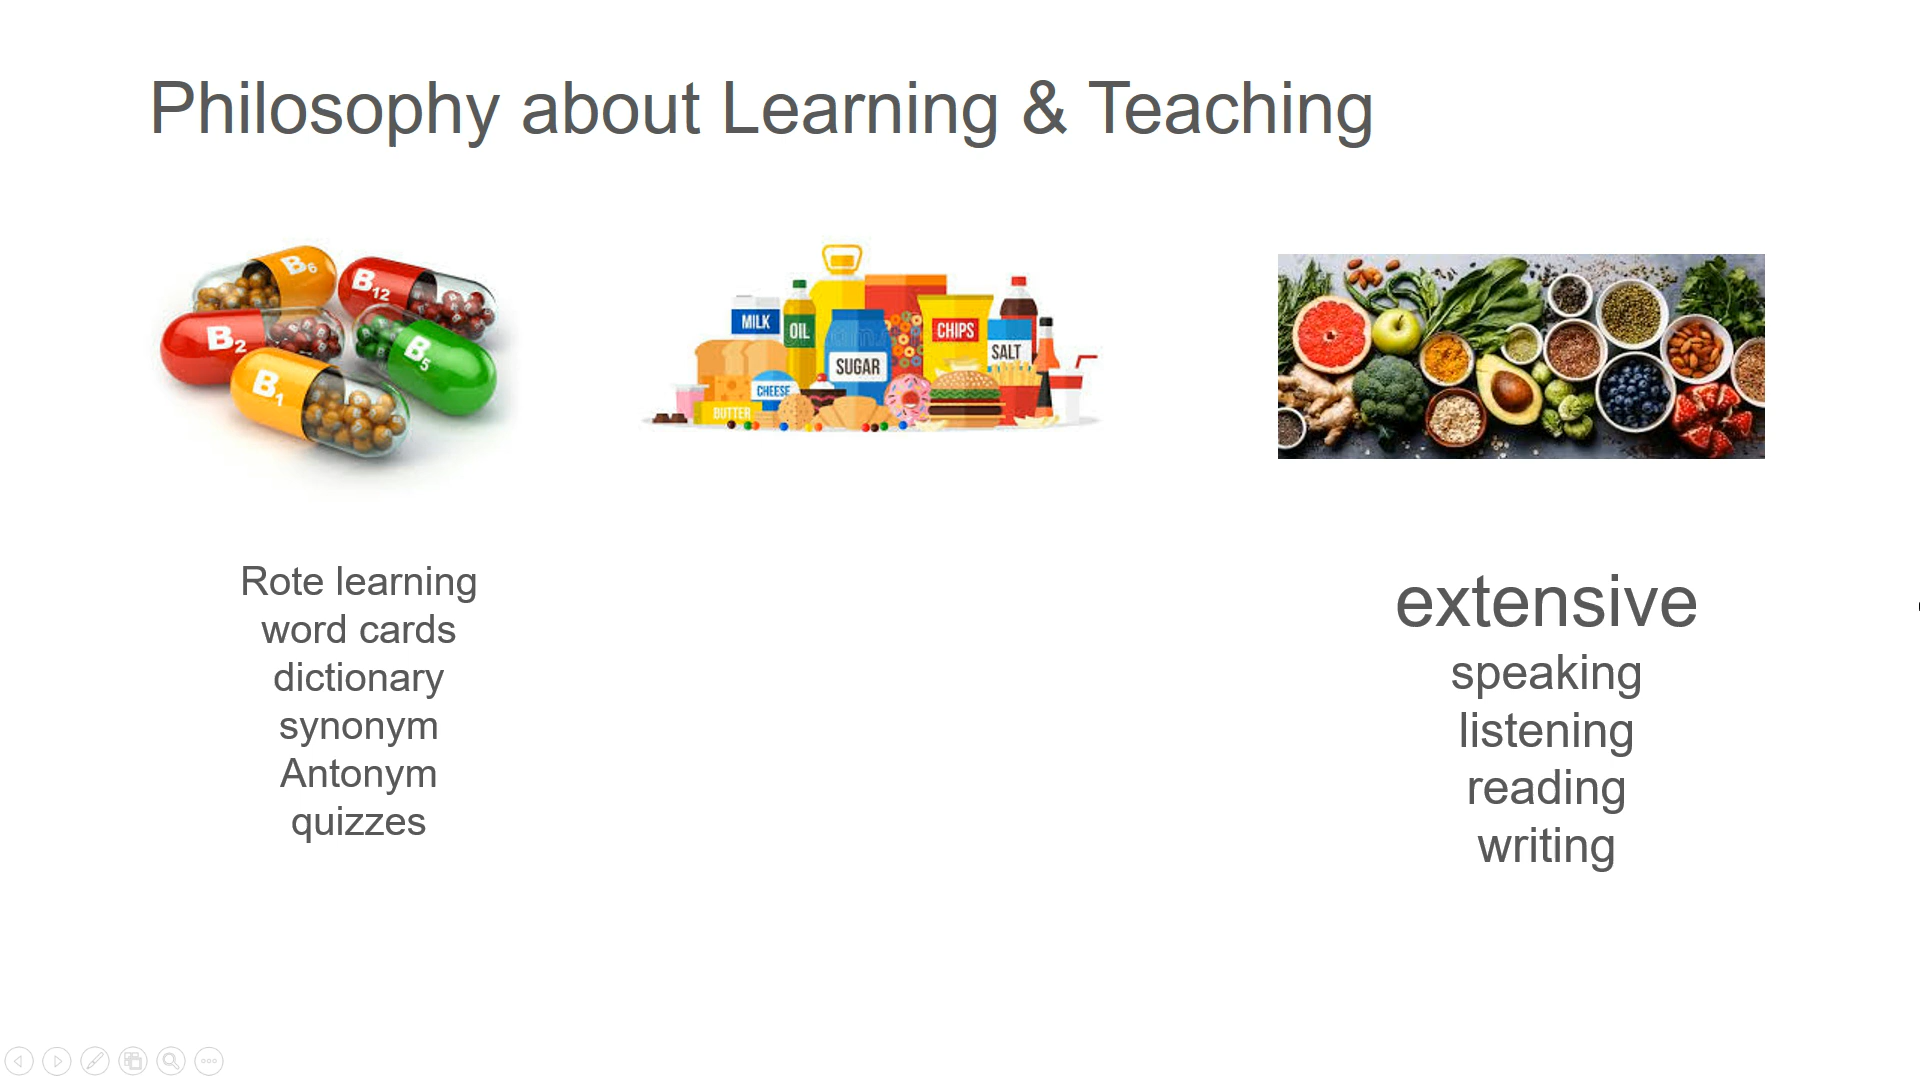 Philosophy about Learning & Teaching
B6
B12
B2
B5
B1
MILK
OIL
SUGAR
CHIPS
SALT
CHEESE
BUTTER
Rote learning
word cards
dictionary
synonym
Antonym
quizzes
extensive
speaking
listening
reading
writing